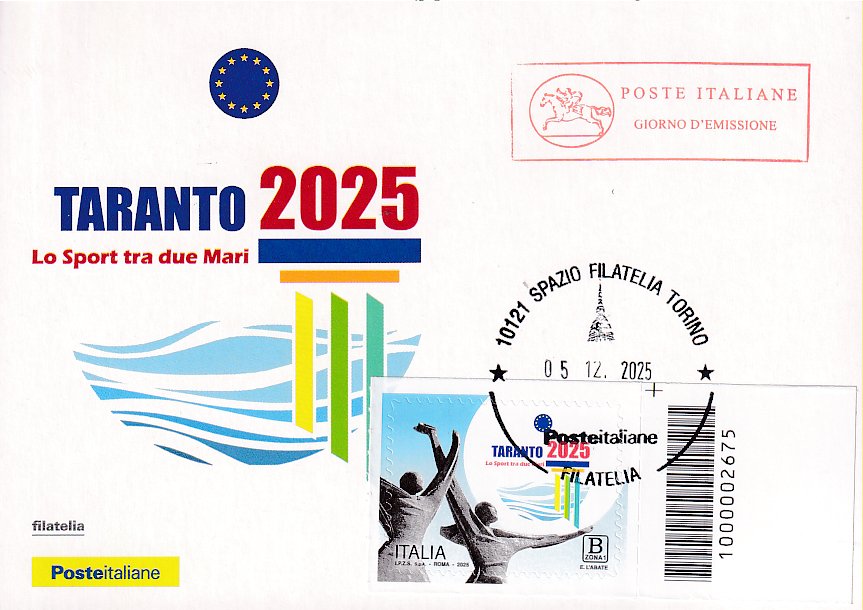 POSTE ITALIANE
GIORNO D'EMISSIONE
TARANTO 2025
Lo Sport tra due Mari
10121 SPAZIO FILATELIA TORINO
05 12. 2025
Posteitaliane
FILATELIA
TARANTO 2025
Lo Sport tra due Mari
ITALIA
I.P.Z.S. S.p.A. - ROMA - 2025
B
ZONA 1
E. L'ABATE
1000002675
filatelia
Posteitaliane